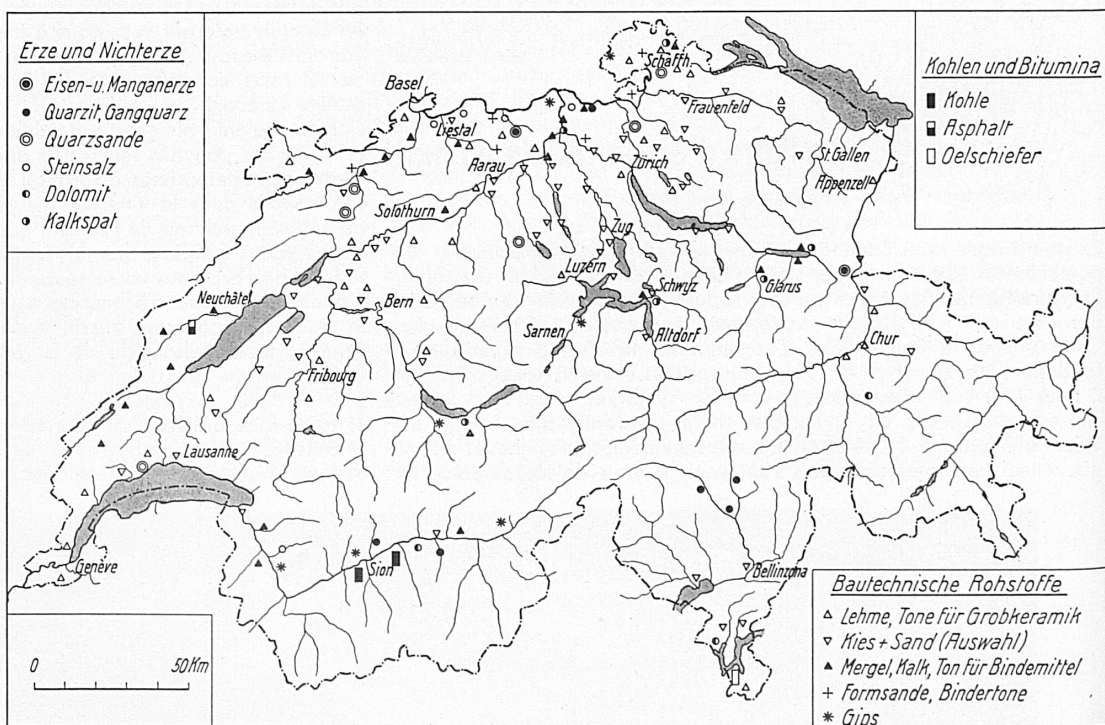 Erze und Nichterze
Eisen-u. Manganerze
Quarzit, Gangquarz
Quarzsande
Steinsalz
Dolomit
Kalkspat
Kohlen und Bitumina
Kohle
Asphalt
Oelschiefer
Schaffh.
Basel
Liestal
Frauenfeld
Aarau
Zürich
St. Gallen
Appenzell
Solothurn
Zug
Luzern
Schwyz
Glarus
Neuchâtel
Bern
Sarnen
Altdorf
Chur
Fribourg
Lausanne
Genève
Sion
Bellinzona
0 50 Km
Bautechnische Rohstoffe
Lehme, Tone für Grobkeramik
Kies + Sand (Auswahl)
Mergel, Kalk, Ton für Bindemittel
Formsande, Bindertone
Gips